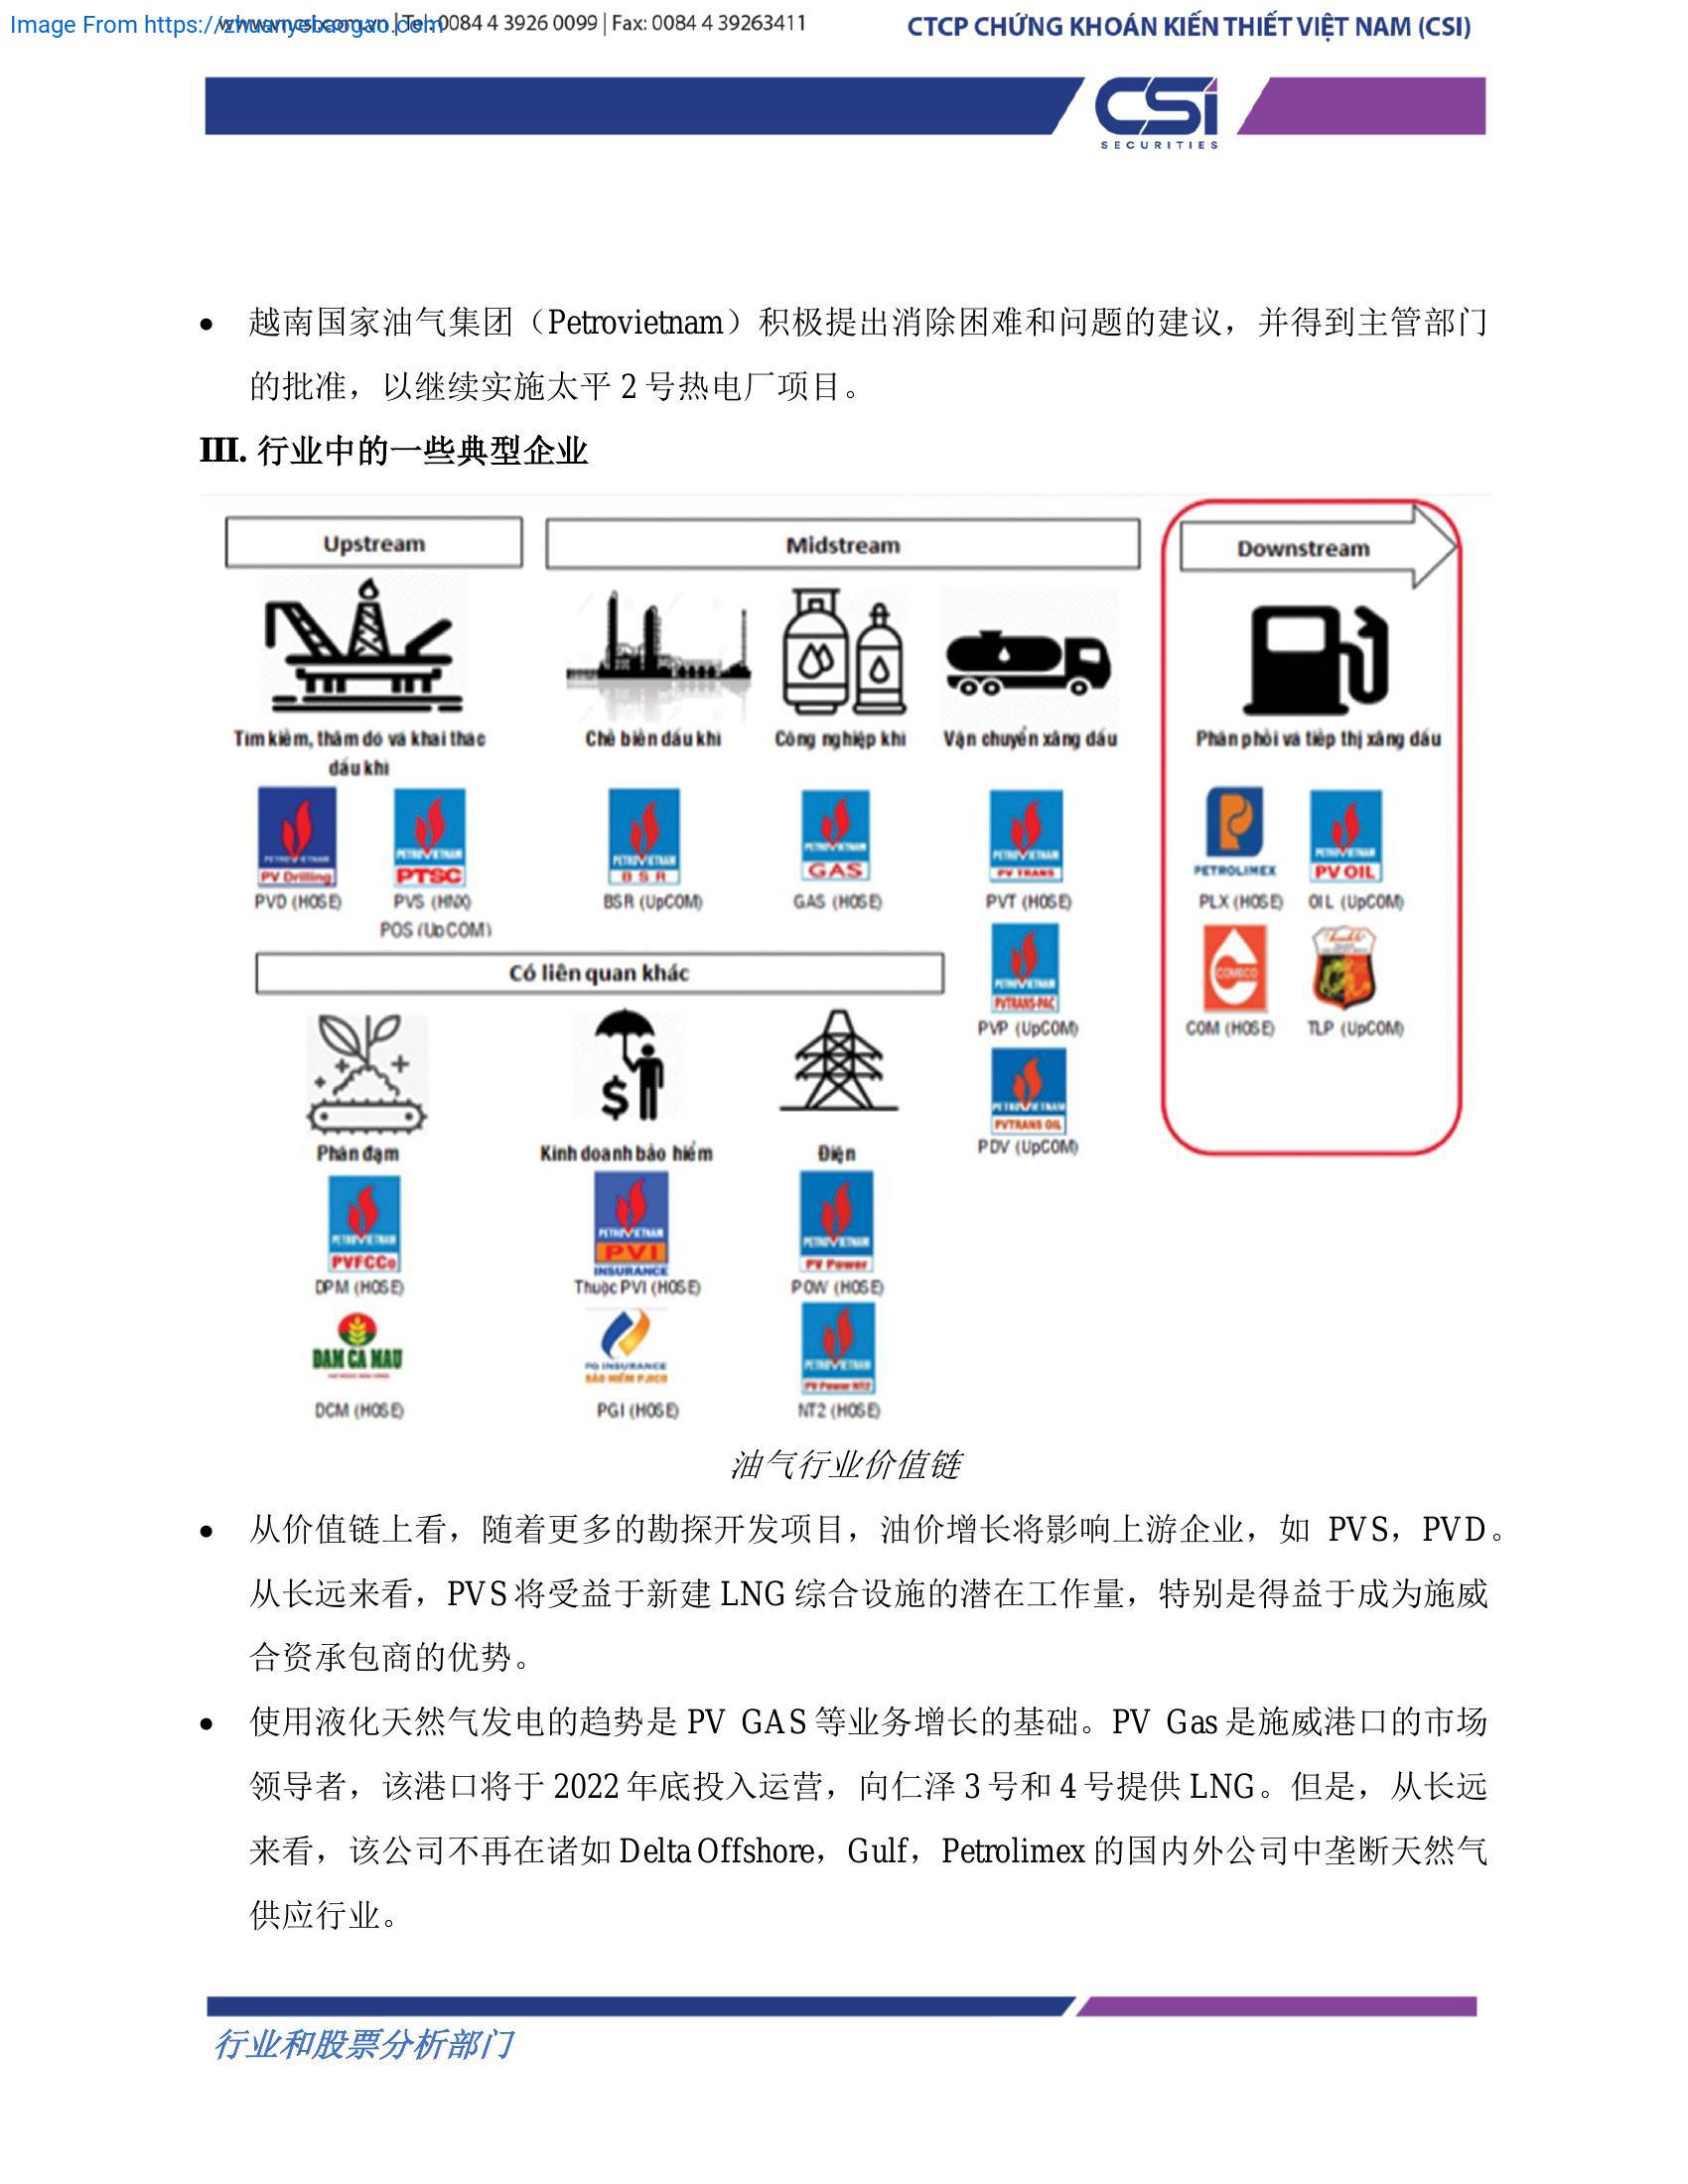 Image From https://zhuanyebaogao.com
www.vncsi.com.vn | Tel: 0084 4 3926 0099 | Fax: 0084 4 39263411
CTCP CHỨNG KHOÁN KIẾN THIẾT VIỆT NAM (CSI)
CSi
SECURITIES
• 越南国家油气集团（Petrovietnam）积极提出消除困难和问题的建议，并得到主管部门
的批准，以继续实施太平 2 号热电厂项目。
III. 行业中的一些典型企业
Upstream
Midstream
Downstream
Tìm kiếm, thăm dò và khai thác
dầu khí
Chế biến dầu khí
Công nghiệp khí
Vận chuyển xăng dầu
Phân phối và tiếp thị xăng dầu
PETROVIETNAM PV Drilling
PETROVIETNAM PTSC
PETROVIETNAM BSR
PETROVIETNAM GAS
PETROVIETNAM PV TRANS
PETROLIMEX
PETROVIETNAM PV OIL
PVD (HOSE)
PVS (HNX)
BSR (UpCOM)
GAS (HOSE)
PVT (HOSE)
PLX (HOSE)
OIL (UpCOM)
POS (UpCOM)
PETROVIETNAM PVTRANS-PAC
COMECO
Có liên quan khác
PVP (UpCOM)
COM (HOSE)
TLP (UpCOM)
PETROVIETNAM PVTRANS OIL
PDV (UpCOM)
Phân đạm
Kinh doanh bảo hiểm
Điện
PETROVIETNAM PVFCCo
PETROVIETNAM PVI INSURANCE
PETROVIETNAM PV Power
DPM (HOSE)
Thuộc PVI (HOSE)
POW (HOSE)
ĐẠM CÀ MAU
PG INSURANCE
BẢO HIỂM PJICO
PETROVIETNAM PV Power NT2
DCM (HOSE)
PGI (HOSE)
NT2 (HOSE)
油气行业价值链
• 从价值链上看，随着更多的勘探开发项目，油价增长将影响上游企业，如 PVS，PVD。
从长远来看，PVS 将受益于新建 LNG 综合设施的潜在工作量，特别是得益于成为施威
合资承包商的优势。
• 使用液化天然气发电的趋势是 PV GAS 等业务增长的基础。PV Gas 是施威港口的市场
领导者，该港口将于 2022 年底投入运营，向仁泽 3 号和 4 号提供 LNG。但是，从长远
来看，该公司不再在诸如 Delta Offshore，Gulf，Petrolimex 的国内外公司中垄断天然气
供应行业。
行业和股票分析部门